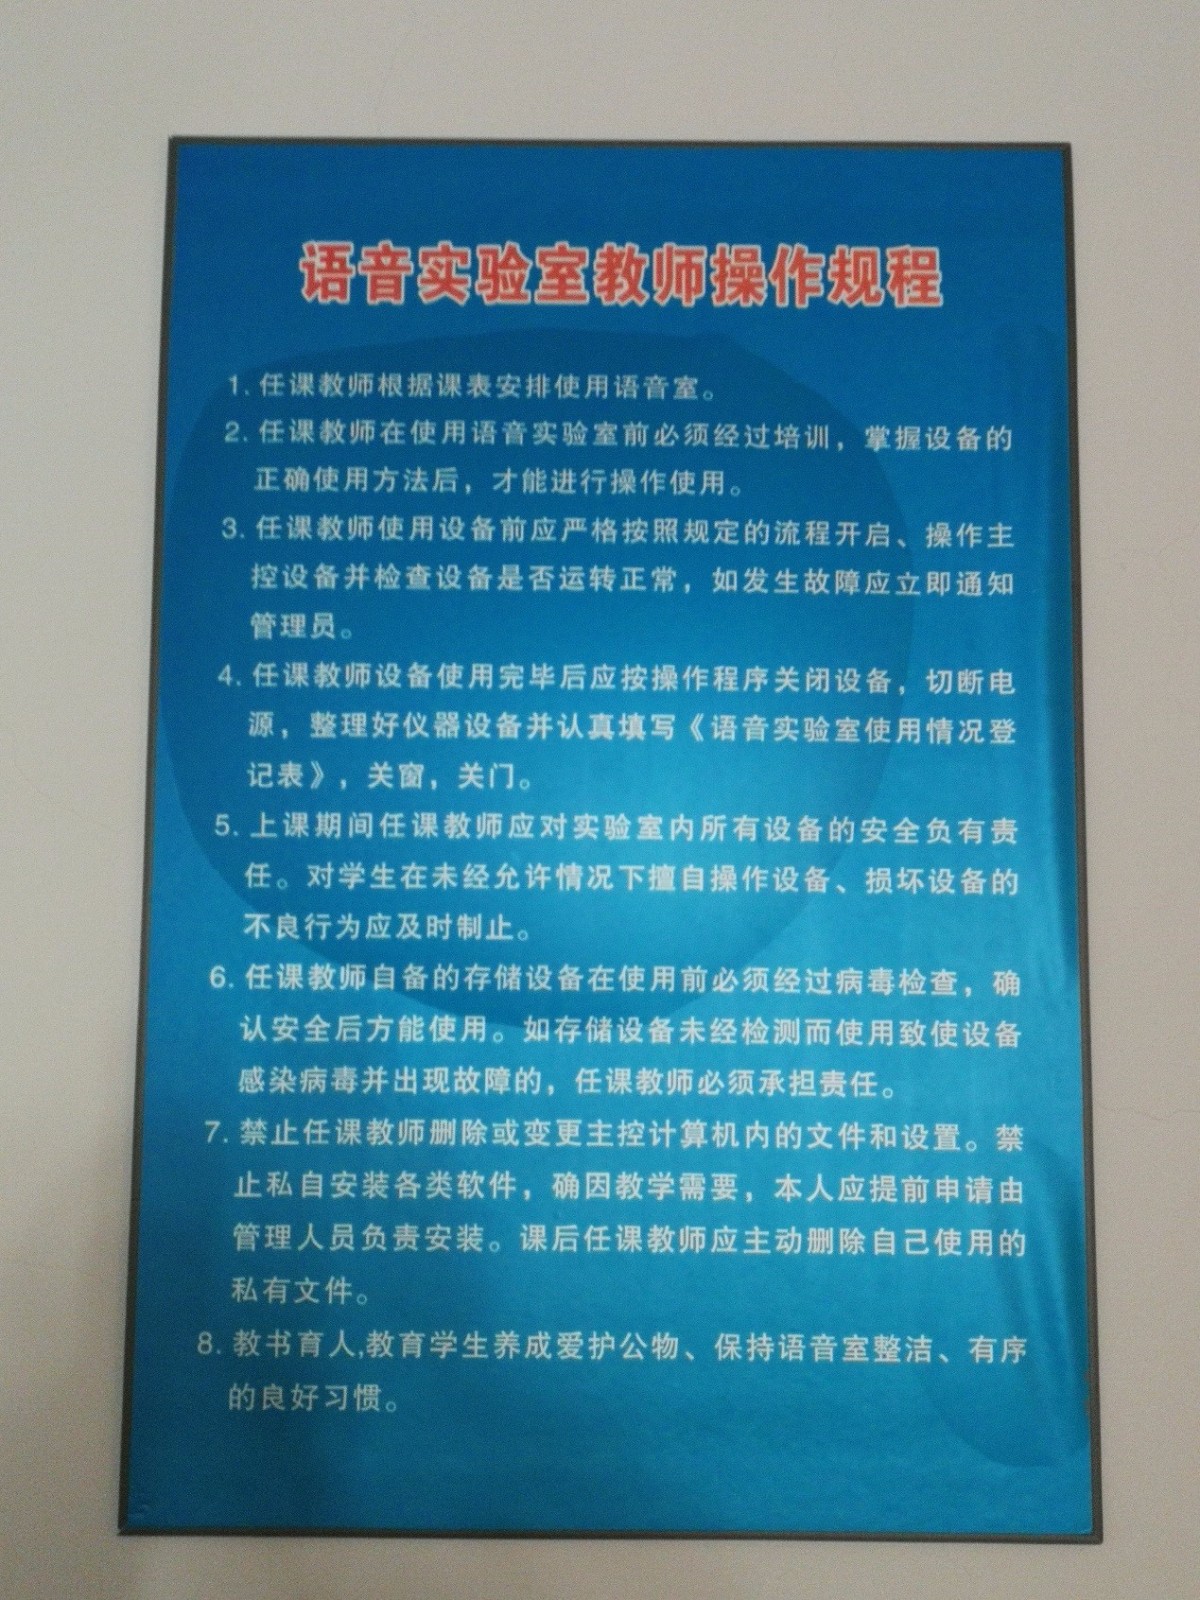 语音实验室教师操作规程
1. 任课教师根据课表安排使用语音室。
2. 任课教师在使用语音实验室前必须经过培训，掌握设备的
正确使用方法后，才能进行操作使用。
3. 任课教师使用设备前应严格按照规定的流程开启、操作主
控设备并检查设备是否运转正常，如发生故障应立即通知
管理员。
4. 任课教师设备使用完毕后应按操作程序关闭设备，切断电
源，整理好仪器设备并认真填写《语音实验室使用情况登
记表》，关窗，关门。
5. 上课期间任课教师应对实验室内所有设备的安全负有责
任。对学生在未经允许情况下擅自操作设备、损坏设备的
不良行为应及时制止。
6. 任课教师自备的存储设备在使用前必须经过病毒检查，确
认安全后方能使用。如存储设备未经检测而使用致使设备
感染病毒并出现故障的，任课教师必须承担责任。
7. 禁止任课教师删除或变更主控计算机内的文件和设置。禁
止私自安装各类软件，确因教学需要，本人应提前申请由
管理人员负责安装。课后任课教师应主动删除自己使用的
私有文件。
8. 教书育人,教育学生养成爱护公物、保持语音室整洁、有序
的良好习惯。